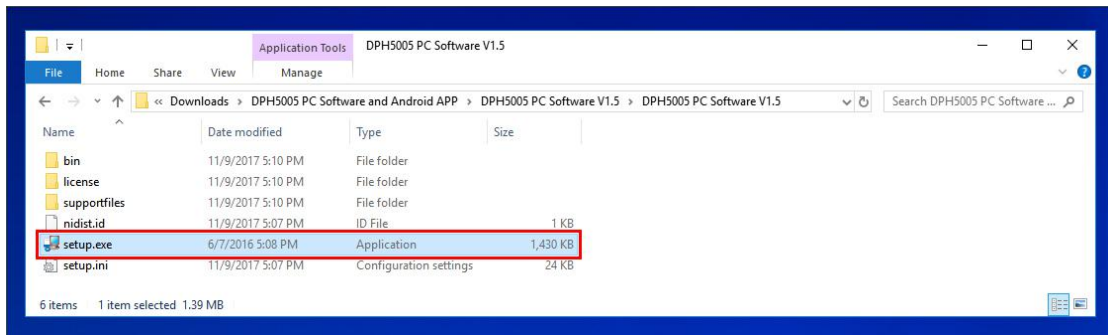 Application Tools DPH5005 PC Software V1.5
File Home Share View Manage
« Downloads > DPH5005 PC Software and Android APP > DPH5005 PC Software V1.5 > DPH5005 PC Software V1.5 Search DPH5005 PC Software ...
Name Date modified Type Size
bin 11/9/2017 5:10 PM File folder
license 11/9/2017 5:10 PM File folder
supportfiles 11/9/2017 5:10 PM File folder
nidist.id 11/9/2017 5:07 PM ID File 1 KB
setup.exe 6/7/2016 5:08 PM Application 1,430 KB
setup.ini 11/9/2017 5:07 PM Configuration settings 24 KB
6 items 1 item selected 1.39 MB